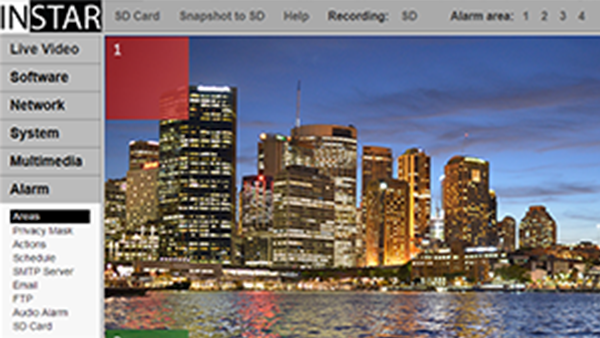 INSTAR SD Card Snapshot to SD Help Recording: SD Alarm area: 1 2 3 4
Live Video
Software
Network
System
Multimedia
Alarm
Areas
Privacy Mask
Actions
Schedule
SMTP Server
Email
FTP
Audio Alarm
SD Card
1